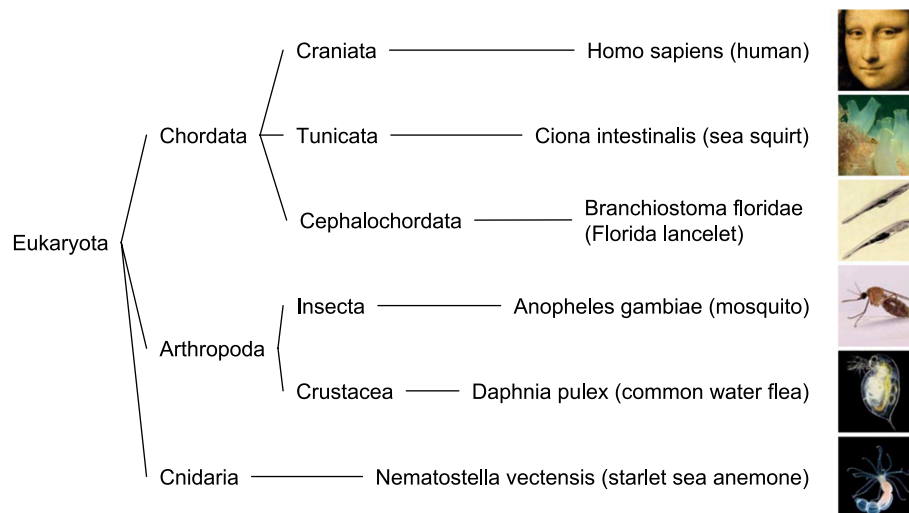 Craniata
Homo sapiens (human)
Chordata
Tunicata
Ciona intestinalis (sea squirt)
Cephalochordata
Branchiostoma floridae
(Florida lancelet)
Eukaryota
Insecta
Anopheles gambiae (mosquito)
Arthropoda
Crustacea
Daphnia pulex (common water flea)
Cnidaria
Nematostella vectensis (starlet sea anemone)